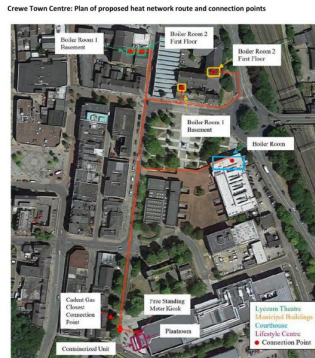 Crewe Town Centre: Plan of proposed heat network route and connection points
Boiler Room 1
Basement
Boiler Room 2
First Floor
Boiler Room 2
First Floor
Boiler Room 1
Basement
Boiler Room
Cadent Gas
Closest
Connection
Point
Free Standing
Meter Kiosk
Plantroom
Containerized Unit
Lyceum Theatre
Municipal Buildings
Courthouse
Lifestyle Centre
Connection Point